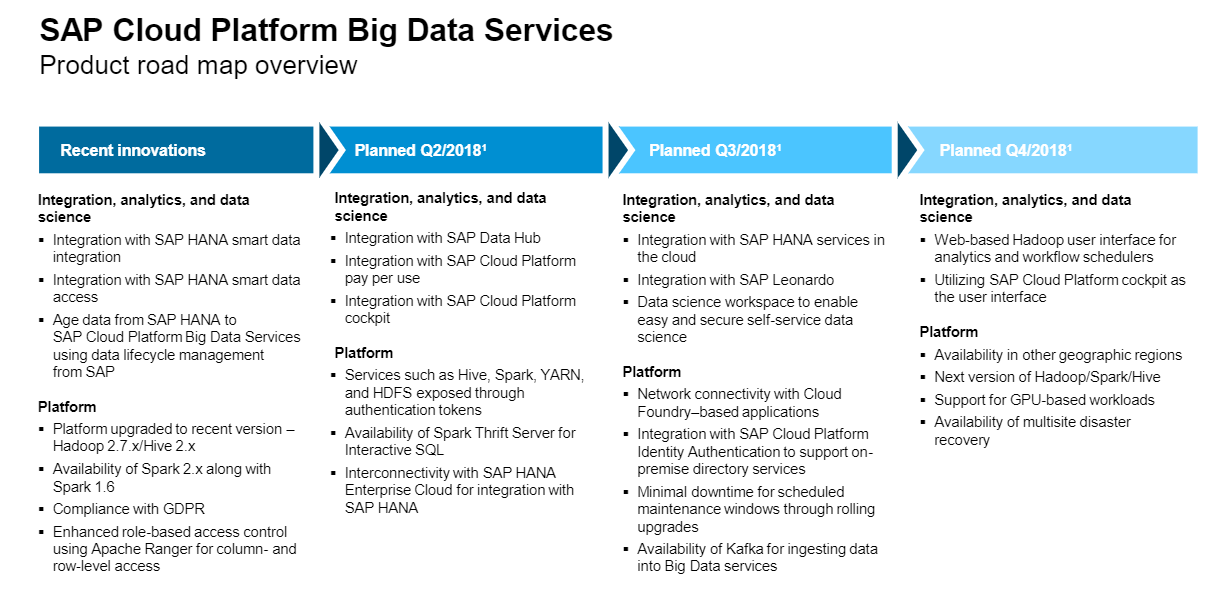 SAP Cloud Platform Big Data Services
Product road map overview
Recent innovations
Planned Q2/2018¹
Planned Q3/2018¹
Planned Q4/2018¹
Integration, analytics, and data
science
▪ Integration with SAP HANA smart data
integration
▪ Integration with SAP HANA smart data
access
▪ Age data from SAP HANA to
SAP Cloud Platform Big Data Services
using data lifecycle management
from SAP
Platform
▪ Platform upgraded to recent version –
Hadoop 2.7.x/Hive 2.x
▪ Availability of Spark 2.x along with
Spark 1.6
▪ Compliance with GDPR
▪ Enhanced role-based access control
using Apache Ranger for column- and
row-level access
Integration, analytics, and data
science
▪ Integration with SAP Data Hub
▪ Integration with SAP Cloud Platform
pay per use
▪ Integration with SAP Cloud Platform
cockpit
Platform
▪ Services such as Hive, Spark, YARN,
and HDFS exposed through
authentication tokens
▪ Availability of Spark Thrift Server for
Interactive SQL
▪ Interconnectivity with SAP HANA
Enterprise Cloud for integration with
SAP HANA
Integration, analytics, and data
science
▪ Integration with SAP HANA services in
the cloud
▪ Integration with SAP Leonardo
▪ Data science workspace to enable
easy and secure self-service data
science
Platform
▪ Network connectivity with Cloud
Foundry–based applications
▪ Integration with SAP Cloud Platform
Identity Authentication to support on-
premise directory services
▪ Minimal downtime for scheduled
maintenance windows through rolling
upgrades
▪ Availability of Kafka for ingesting data
into Big Data services
Integration, analytics, and data
science
▪ Web-based Hadoop user interface for
analytics and workflow schedulers
▪ Utilizing SAP Cloud Platform cockpit as
the user interface
Platform
▪ Availability in other geographic regions
▪ Next version of Hadoop/Spark/Hive
▪ Support for GPU-based workloads
▪ Availability of multisite disaster
recovery